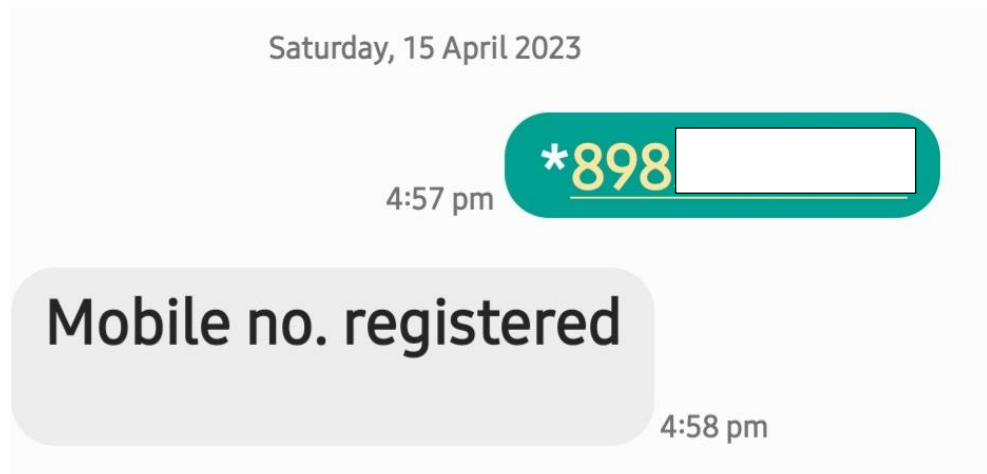 Saturday, 15 April 2023
*898
4:57 pm
Mobile no. registered
4:58 pm